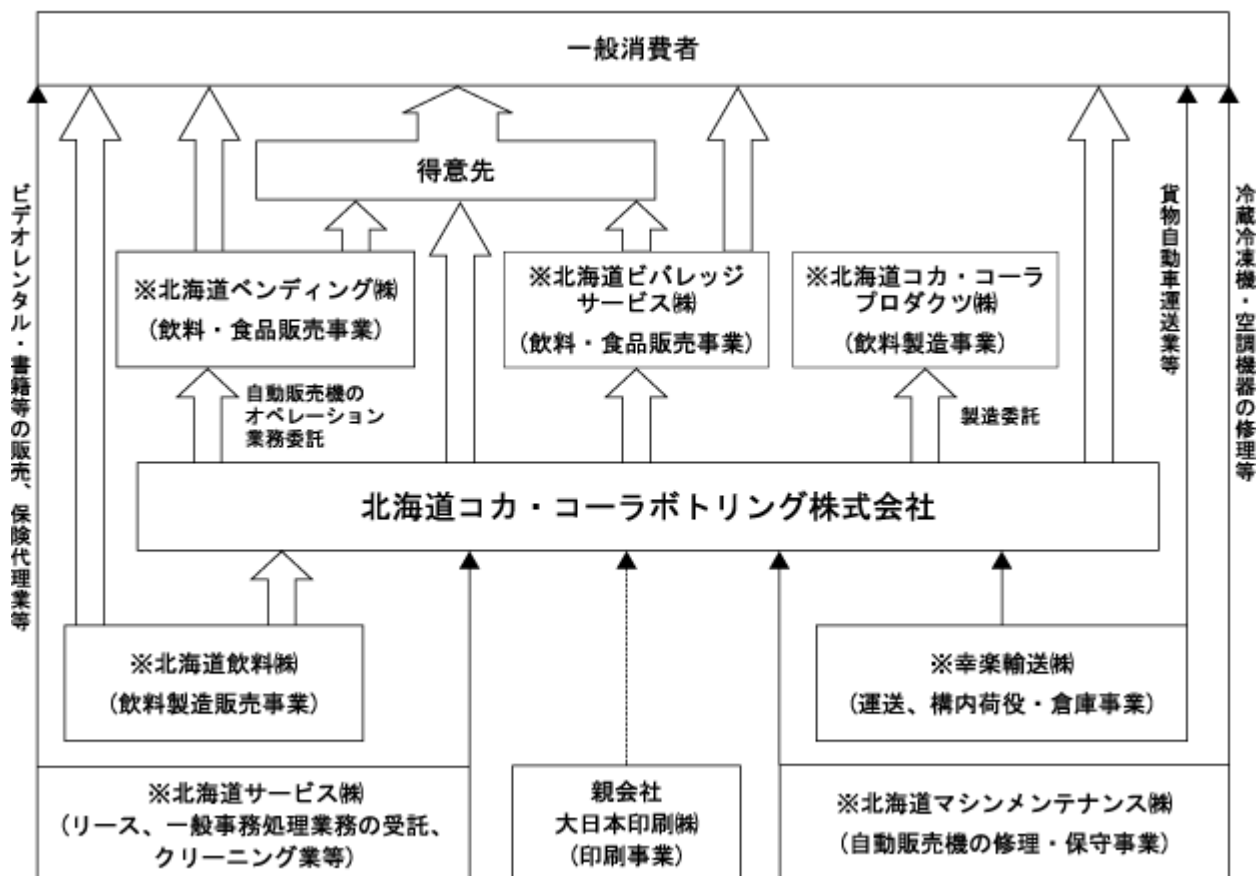 一般消費者
得意先
ビデオレンタル・書籍等の販売、保険代理業等
貨物自動車運送業等
冷蔵冷凍機・空調機器の修理等
※北海道ベンディング㈱
(飲料・食品販売事業)
※北海道ビバレッジ
サービス㈱
(飲料・食品販売事業)
※北海道コカ・コーラ
プロダクツ㈱
(飲料製造事業)
自動販売機の
オペレーション
業務委託
製造委託
北海道コカ・コーラボトリング株式会社
※北海道飲料㈱
(飲料製造販売事業)
※幸楽輸送㈱
(運送、構内荷役・倉庫事業)
※北海道サービス㈱
(リース、一般事務処理業務の受託、
クリーニング業等)
親会社
大日本印刷㈱
(印刷事業)
※北海道マシンメンテナンス㈱
(自動販売機の修理・保守事業)